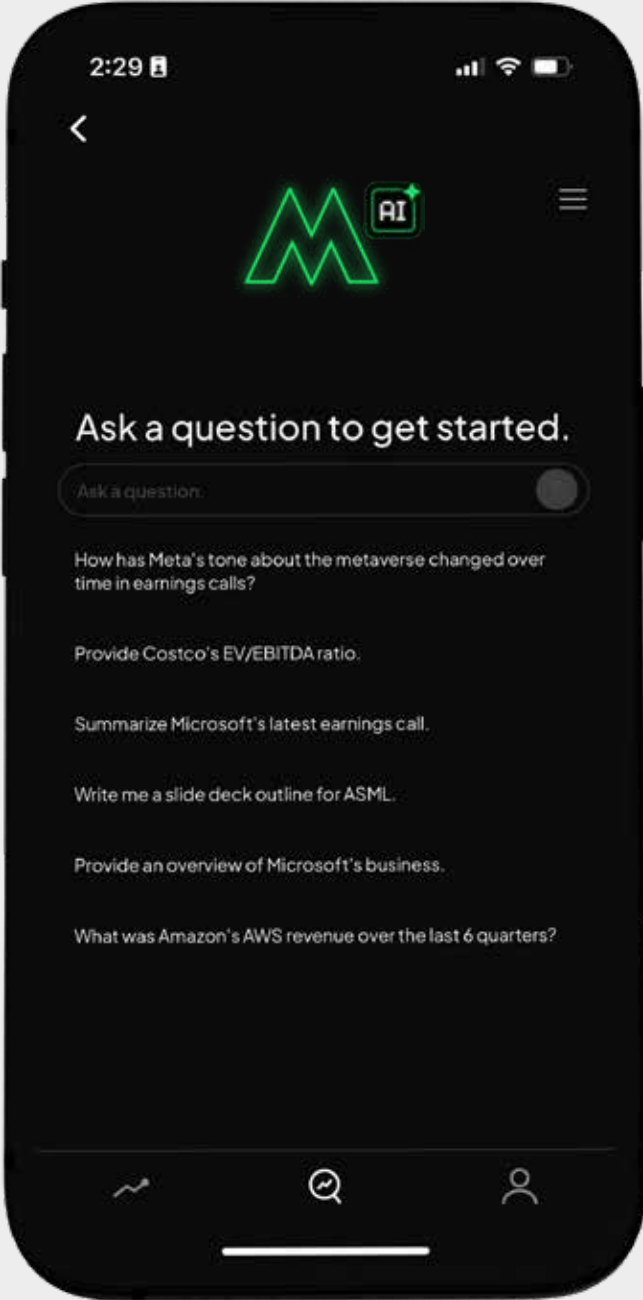 2:29
AI
Ask a question to get started.
Ask a question.
How has Meta's tone about the metaverse changed over
time in earnings calls?
Provide Costco's EV/EBITDA ratio.
Summarize Microsoft's latest earnings call.
Write me a slide deck outline for ASML.
Provide an overview of Microsoft's business.
What was Amazon's AWS revenue over the last 6 quarters?